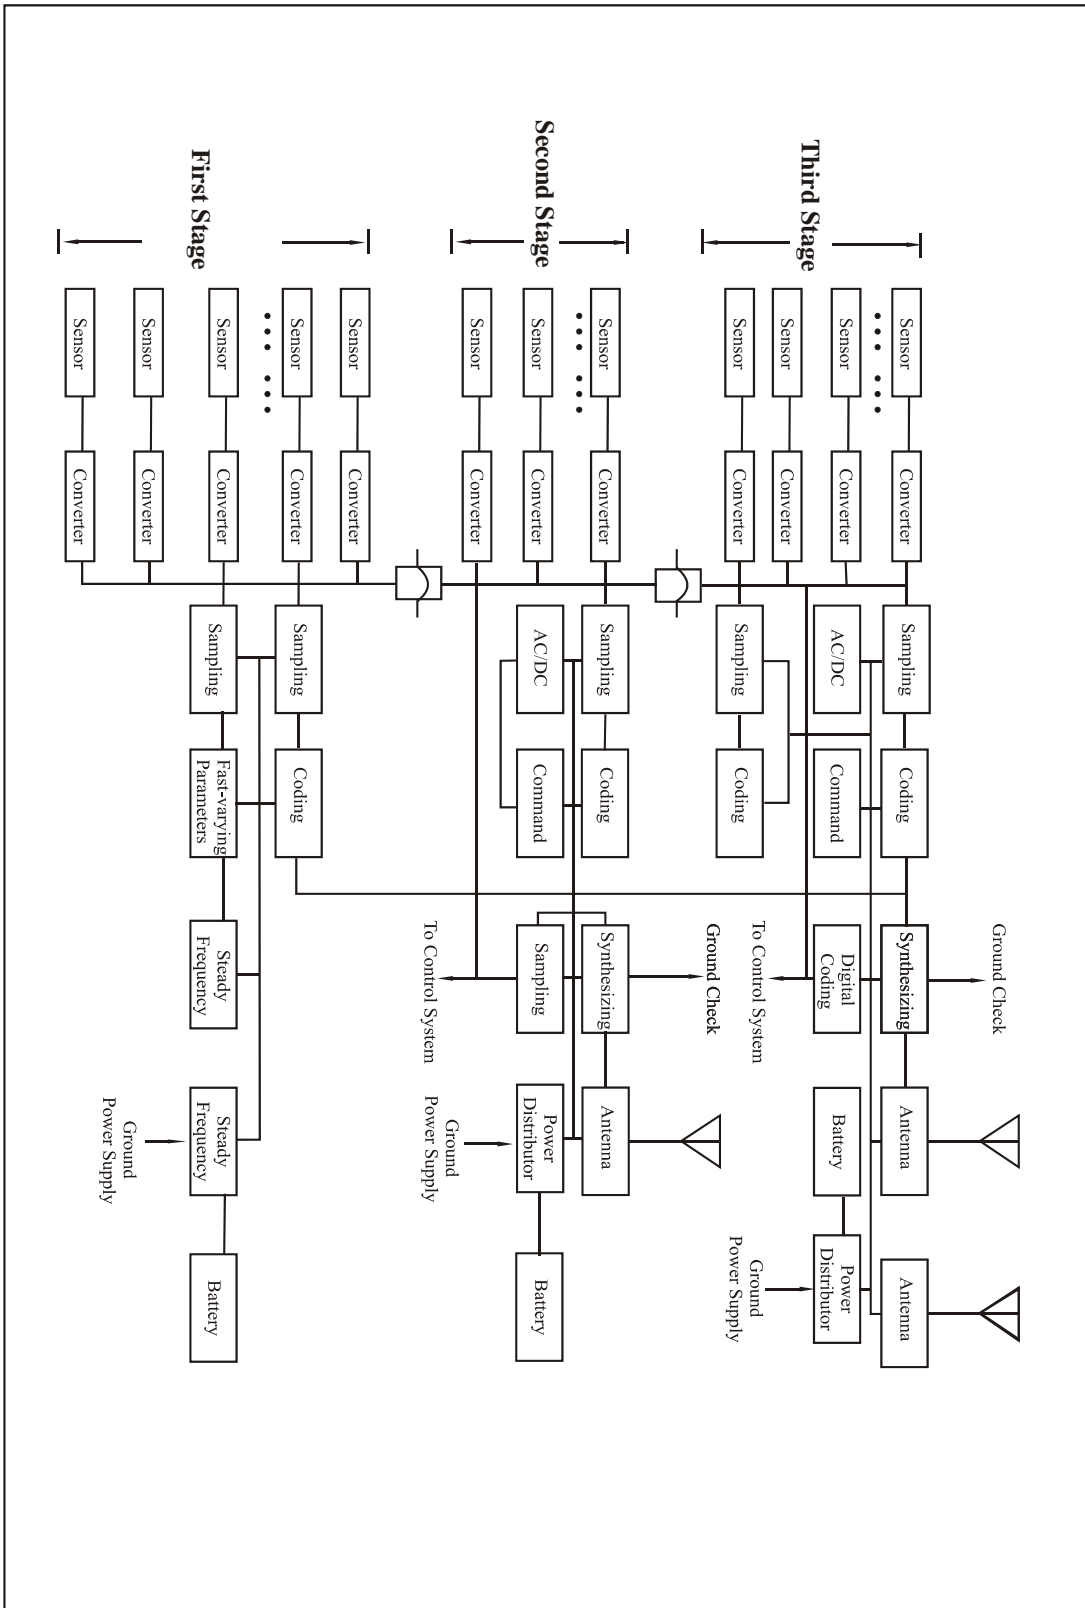 Third Stage
Ground Check
Sensor
Converter
Sampling
Coding
Synthesizing
Antenna
Antenna
Sensor
Converter
AC/DC
Command
Digital
Coding
Battery
Power
Distributor
Sensor
Converter
To Control System
Ground
Power Supply
Sensor
Converter
Sampling
Coding
Second Stage
Ground Check
Sensor
Converter
Sampling
Coding
Synthesizing
Antenna
Sensor
Converter
AC/DC
Command
Sampling
Power
Distributor
Battery
Sensor
Converter
To Control System
Ground
Power Supply
First Stage
Sensor
Converter
Sensor
Converter
Sampling
Coding
Sensor
Converter
Sampling
Fast-varying
Parameters
Steady
Frequency
Steady
Frequency
Battery
Sensor
Converter
Ground
Power Supply
Sensor
Converter